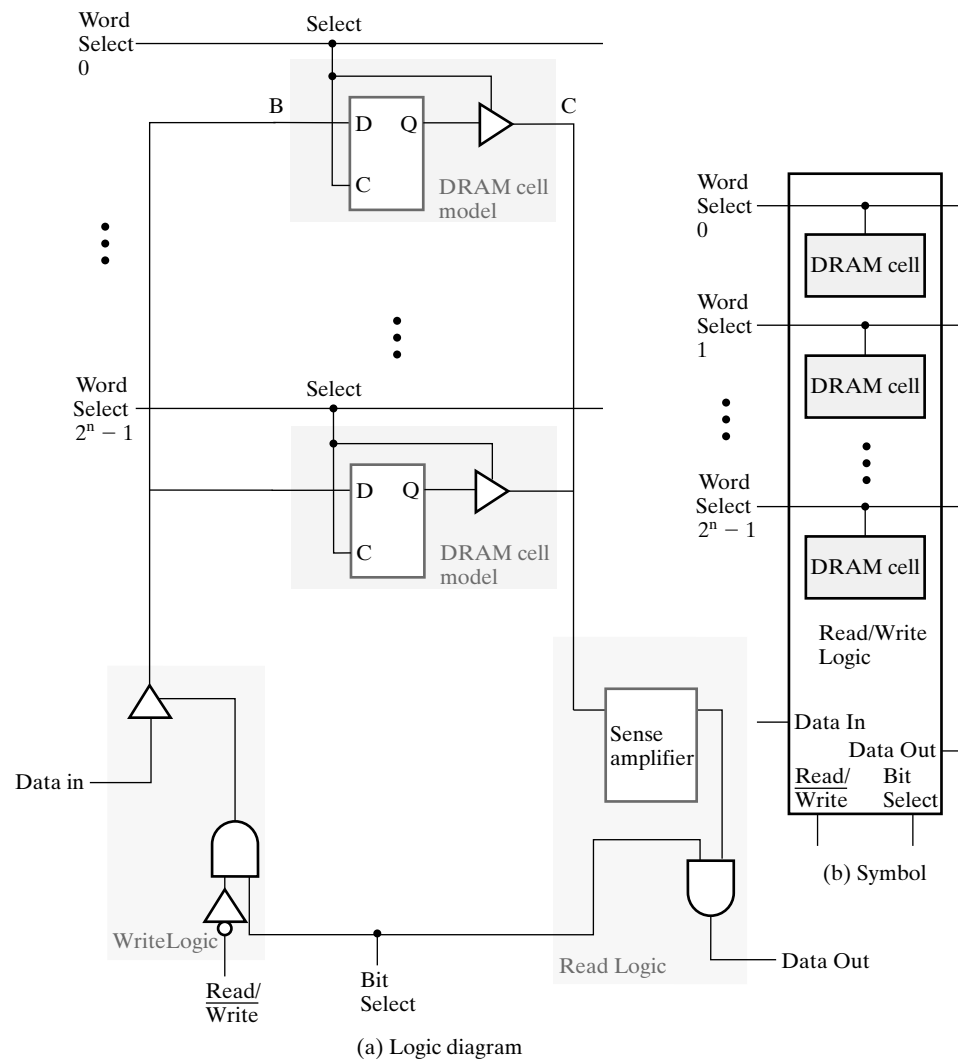 Word
Select
0
Select
B
C
D
Q
C
DRAM cell
model
Word
Select
2ⁿ − 1
Select
D
Q
C
DRAM cell
model
Data in
WriteLogic
Read/
Write
Bit
Select
Sense
amplifier
Read Logic
Data Out
(a) Logic diagram
Word
Select
0
DRAM cell
Word
Select
1
DRAM cell
Word
Select
2ⁿ − 1
DRAM cell
Read/Write
Logic
Data In
Data Out
Read/
Write
Bit
Select
(b) Symbol